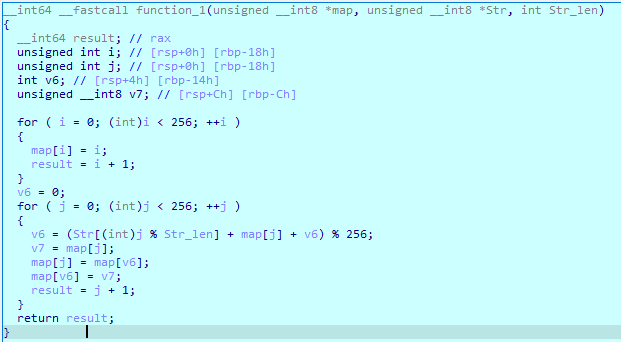 __int64 __fastcall function_1(unsigned __int8 *map, unsigned __int8 *Str, int Str_len)
{
  __int64 result; // rax
  unsigned int i; // [rsp+0h] [rbp-18h]
  unsigned int j; // [rsp+0h] [rbp-18h]
  int v6; // [rsp+4h] [rbp-14h]
  unsigned __int8 v7; // [rsp+Ch] [rbp-Ch]

  for ( i = 0; (int)i < 256; ++i )
  {
    map[i] = i;
    result = i + 1;
  }
  v6 = 0;
  for ( j = 0; (int)j < 256; ++j )
  {
    v6 = (Str[(int)j % Str_len] + map[j] + v6) % 256;
    v7 = map[j];
    map[j] = map[v6];
    map[v6] = v7;
    result = j + 1;
  }
  return result;
}